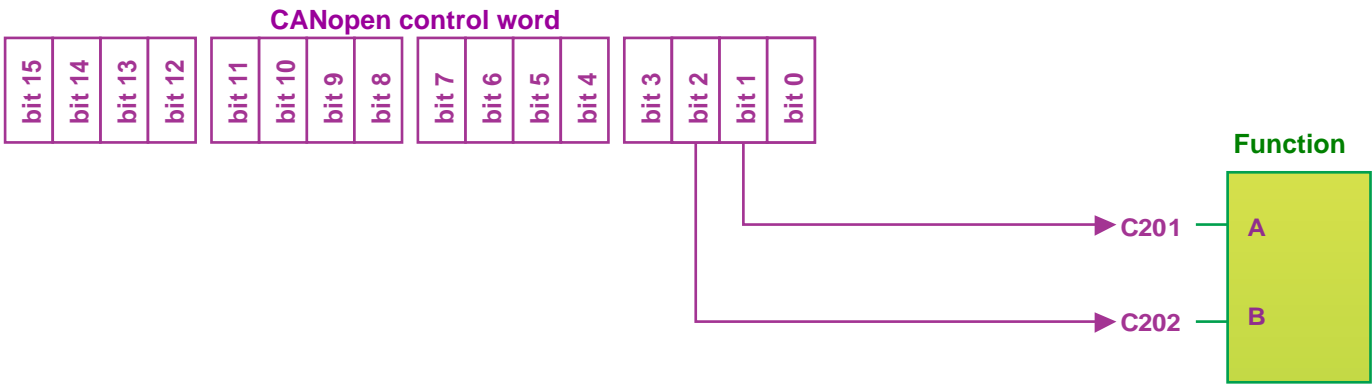 CANopen control word
bit 15
bit 14
bit 13
bit 12
bit 11
bit 10
bit 9
bit 8
bit 7
bit 6
bit 5
bit 4
bit 3
bit 2
bit 1
bit 0
Function
C201
A
C202
B